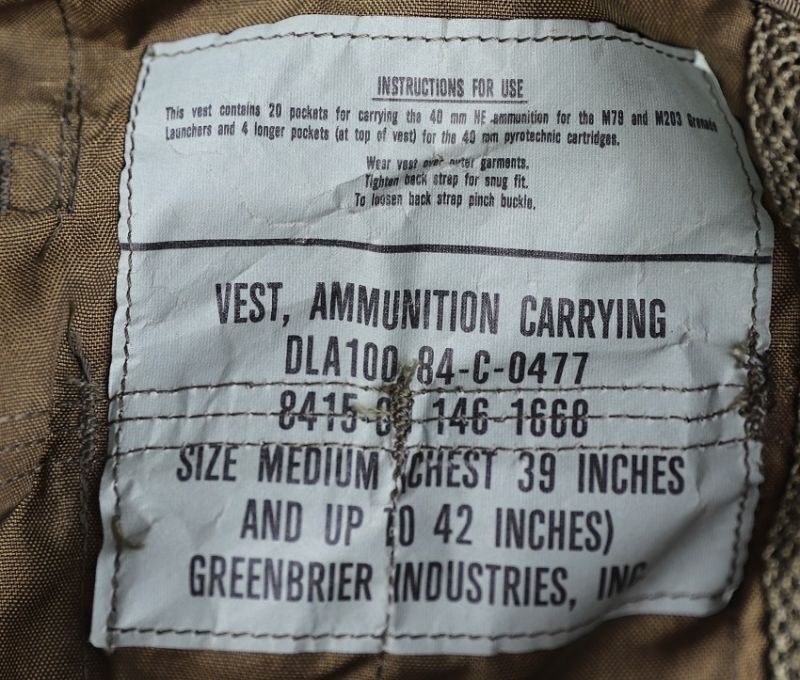 INSTRUCTIONS FOR USE
This vest contains 20 pockets for carrying the 40 mm HE ammunition for the M79 and M203 Grenade
Launchers and 4 longer pockets (at top of vest) for the 40 mm pyrotechnic cartridges.
Wear vest over outer garments.
Tighten back strap for snug fit.
To loosen back strap pinch buckle.
VEST, AMMUNITION CARRYING
DLA100 84-C-0477
146-1668
SIZE MEDIUM (CHEST 39 INCHES
AND UP TO 42 INCHES)
GREENBRIER INDUSTRIES, INC.